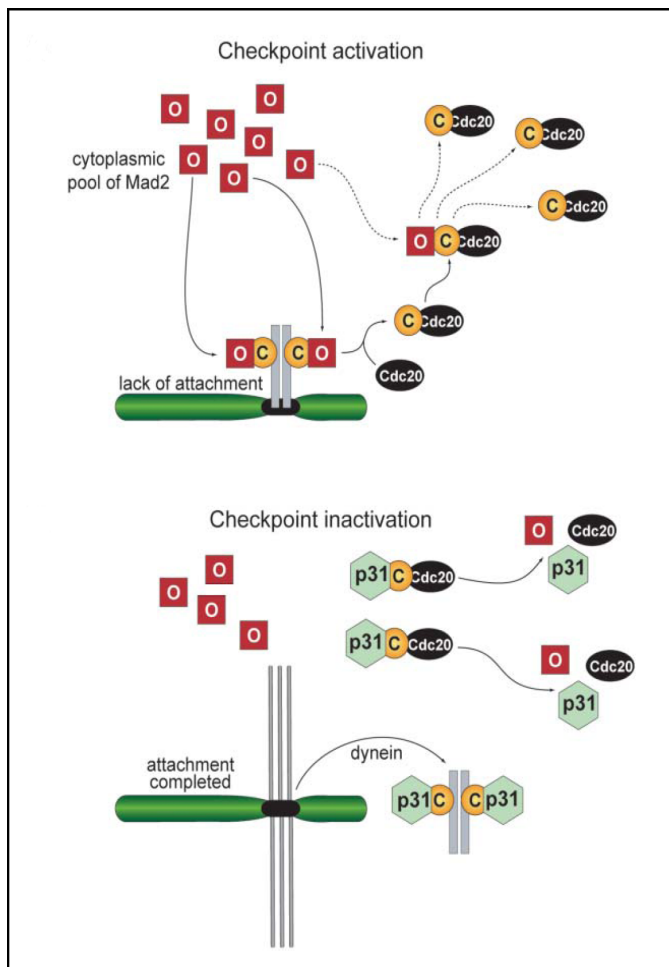 Checkpoint activation
O
O
O
O
O
O
O
cytoplasmic
pool of Mad2
C Cdc20
C Cdc20
C Cdc20
O C Cdc20
C Cdc20
O C C O
Cdc20
lack of attachment
Checkpoint inactivation
O
O
O
O
p31 C Cdc20
O Cdc20
p31
p31 C Cdc20
O Cdc20
p31
attachment
completed
dynein
p31 C C p31